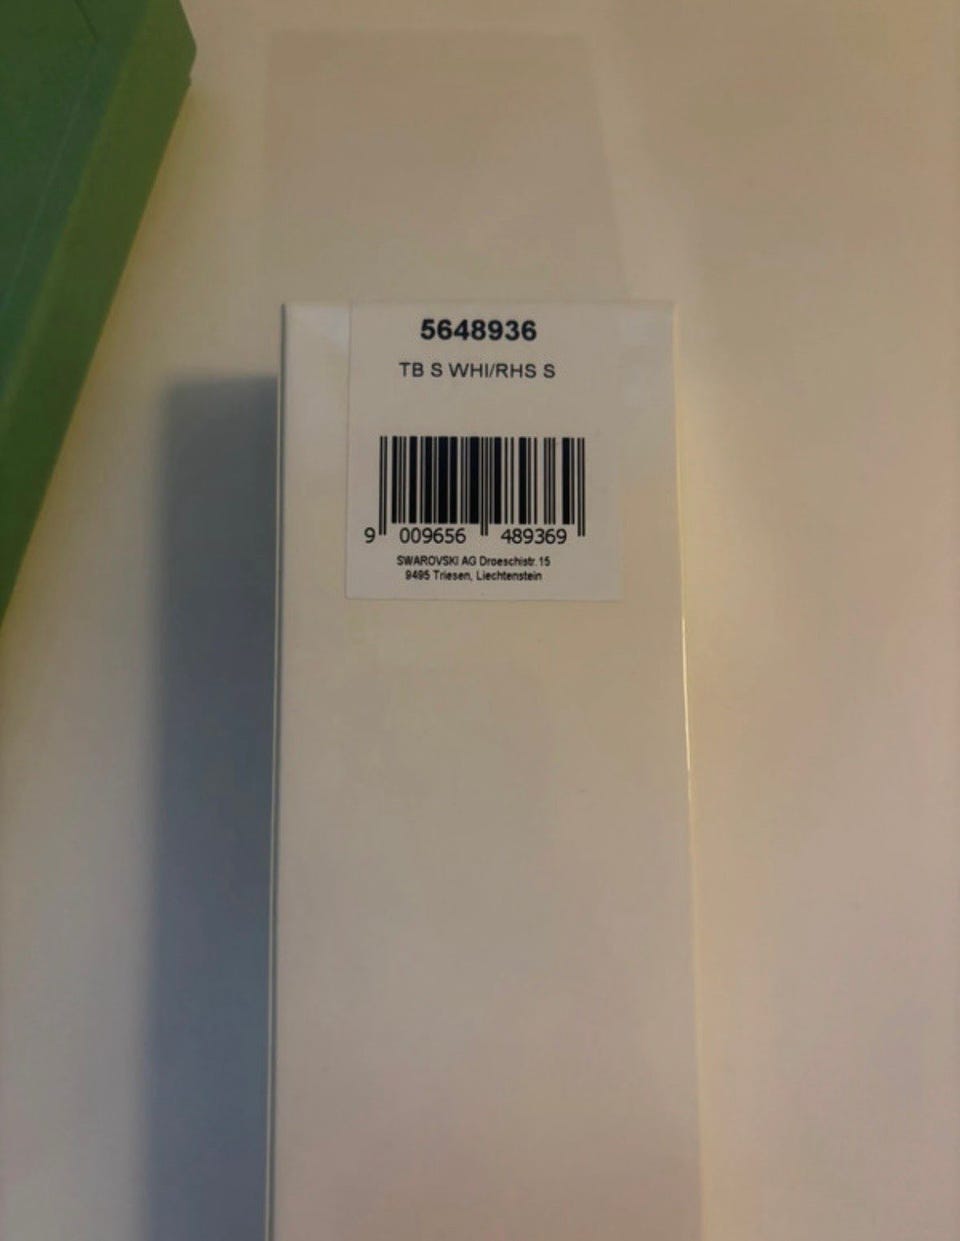 5648936
TB S WHI/RHS S
9 009656 489369
SWAROVSKI AG Droeschistr. 15
9495 Triesen, Liechtenstein